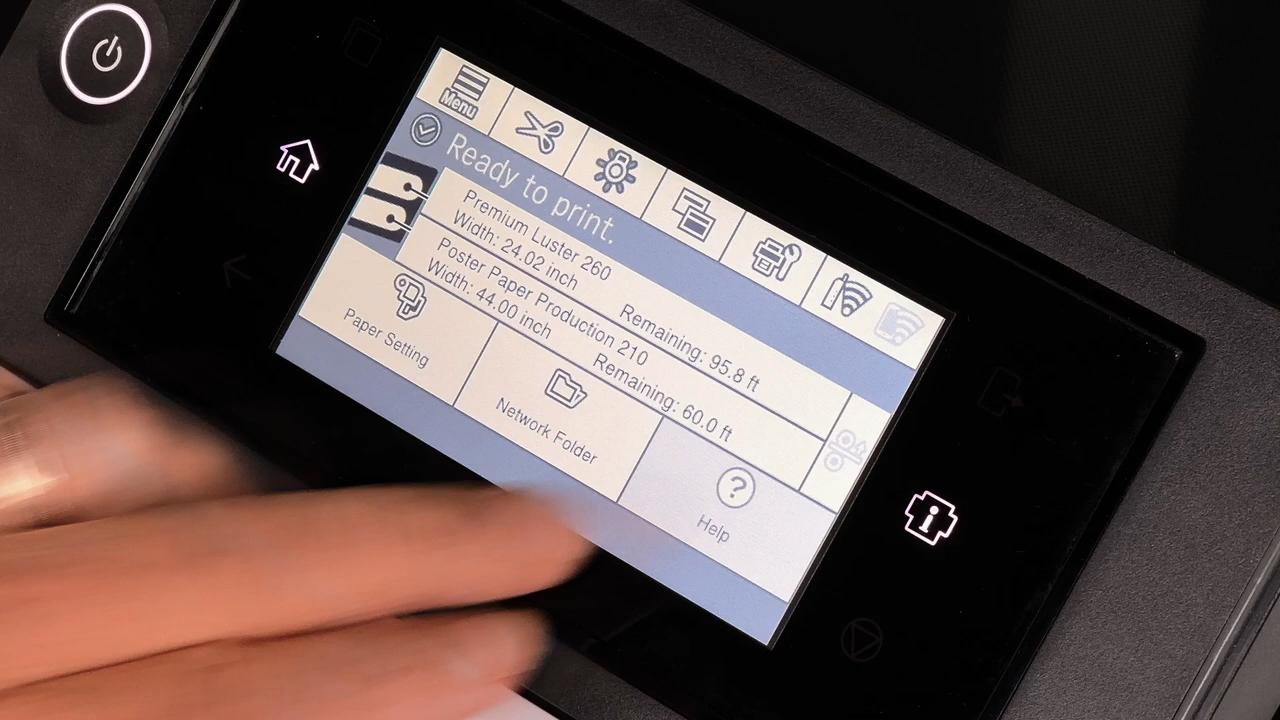 Menu
Ready to print.
Premium Luster 260
Width: 24.02 inch
Remaining: 95.8 ft
Poster Paper Production 210
Width: 44.00 inch
Remaining: 60.0 ft
Paper Setting
Network Folder
Help